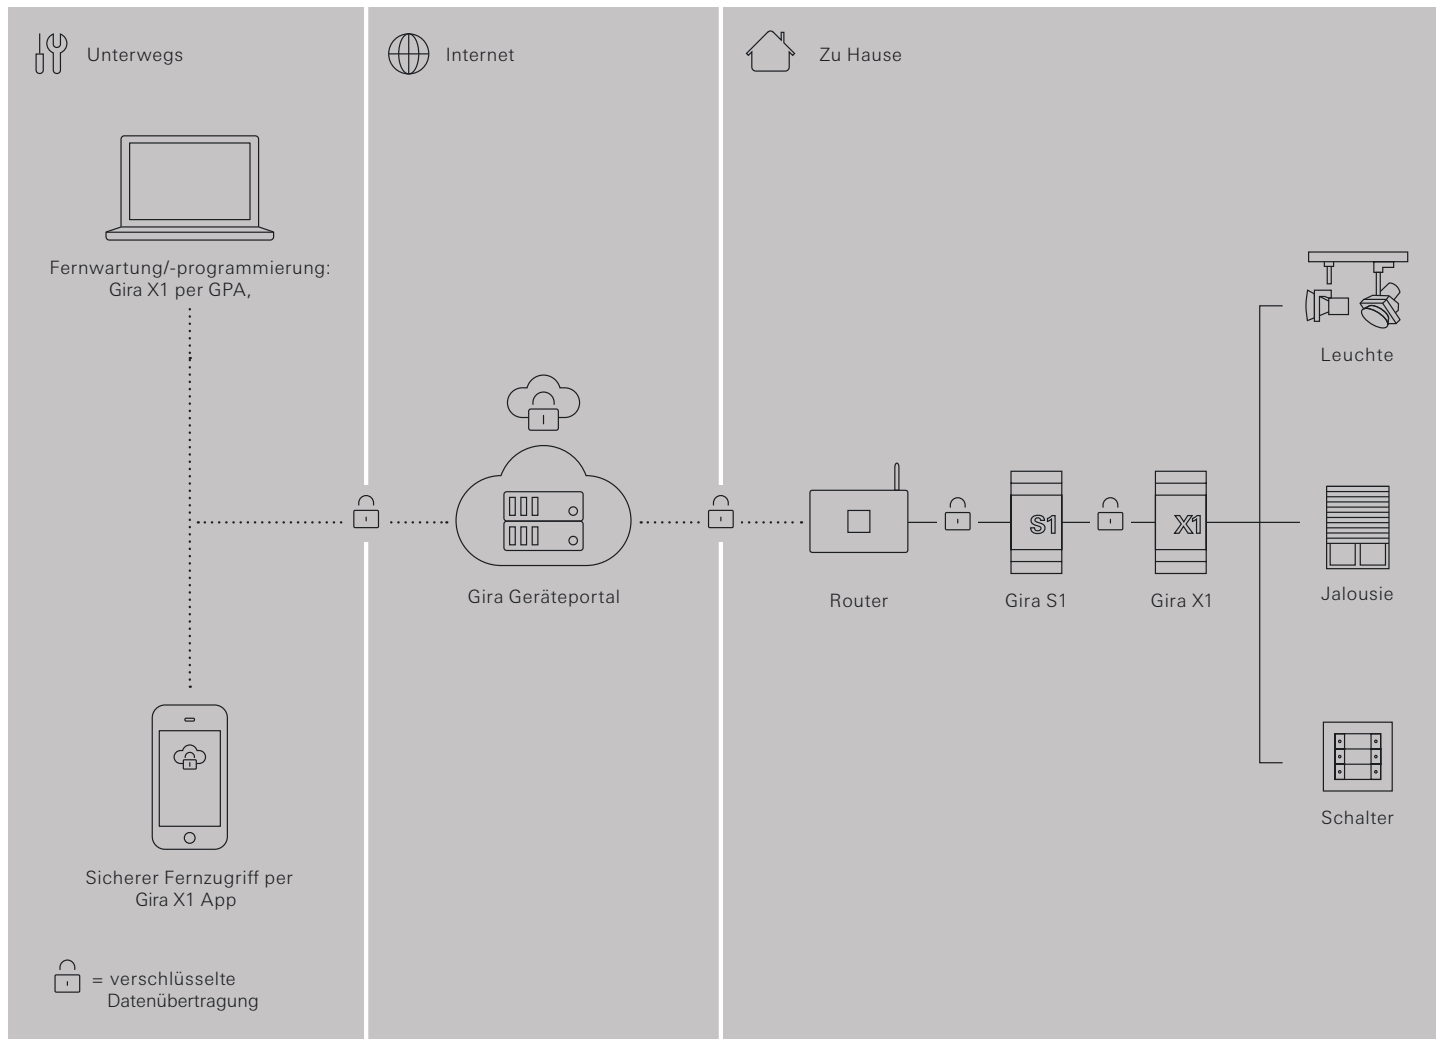 Unterwegs
Internet
Zu Hause
Fernwartung/-programmierung:
Gira X1 per GPA,
Leuchte
S1
X1
Gira Geräteportal
Router
Gira S1
Gira X1
Jalousie
Schalter
Sicherer Fernzugriff per
Gira X1 App
= verschlüsselte
Datenübertragung